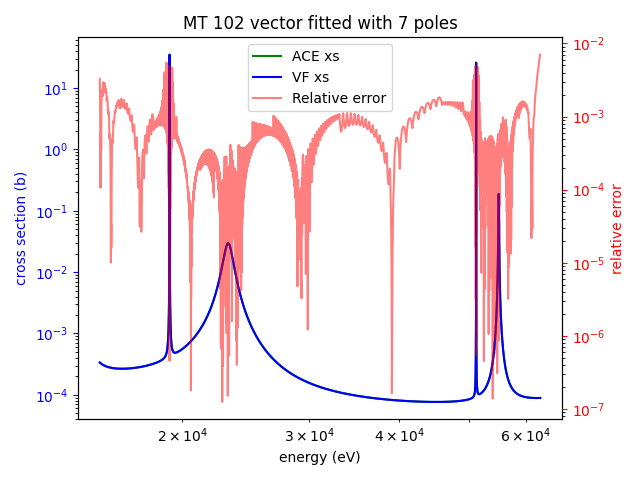 MT 102 vector fitted with 7 poles
ACE xs
VF xs
Relative error
cross section (b)
10¹
10⁰
10⁻¹
10⁻²
10⁻³
10⁻⁴
relative error
10⁻²
10⁻³
10⁻⁴
10⁻⁵
10⁻⁶
10⁻⁷
2 × 10⁴ 3 × 10⁴ 4 × 10⁴ 6 × 10⁴
energy (eV)